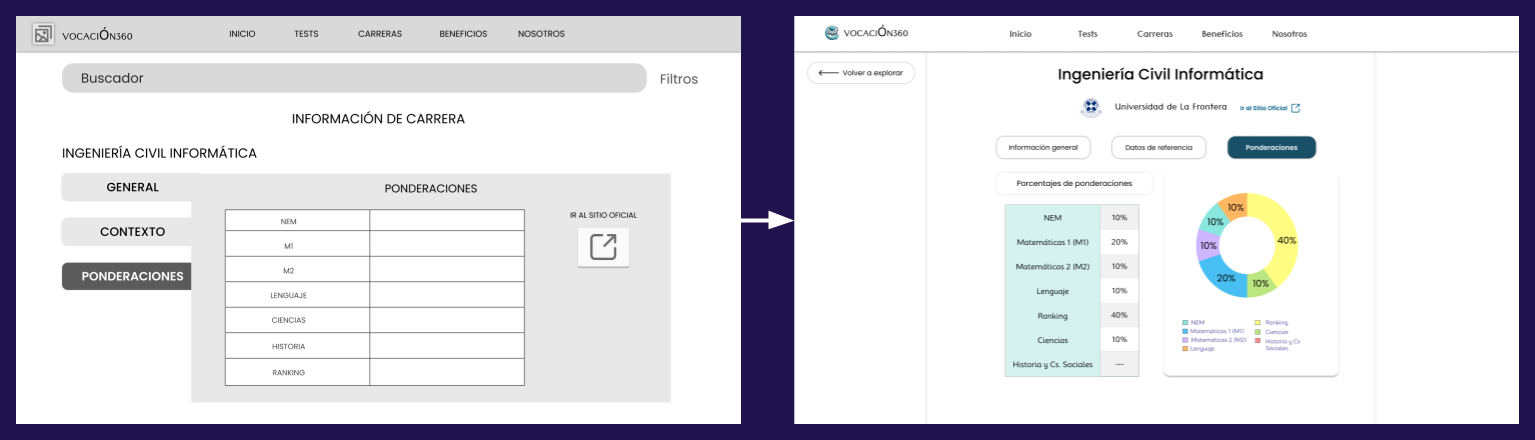 VOCACIÓN360 INICIO TESTS CARRERAS BENEFICIOS NOSOTROS
Buscador Filtros
INFORMACIÓN DE CARRERA
INGENIERÍA CIVIL INFORMÁTICA
GENERAL
CONTEXTO
PONDERACIONES
PONDERACIONES
NEM
M1
M2
LENGUAJE
CIENCIAS
HISTORIA
RANKING
IR AL SITIO OFICIAL
VOCACIÓN360 Inicio Tests Carreras Beneficios Nosotros
Volver a explorar
Ingeniería Civil Informática
Universidad de La Frontera Ir al Sitio Oficial
Información general Datos de referencia Ponderaciones
Porcentajes de ponderaciones
NEM 10%
Matemáticas 1 (M1) 20%
Matemáticas 2 (M2) 10%
Lenguaje 10%
Ranking 40%
Ciencias 10%
Historia y Cs. Sociales ---
10%
10%
40%
10%
20%
10%
NEM
Matemáticas 1 (M1)
Matemáticas 2 (M2)
Lenguaje
Ranking
Ciencias
Historia y Cs
Sociales